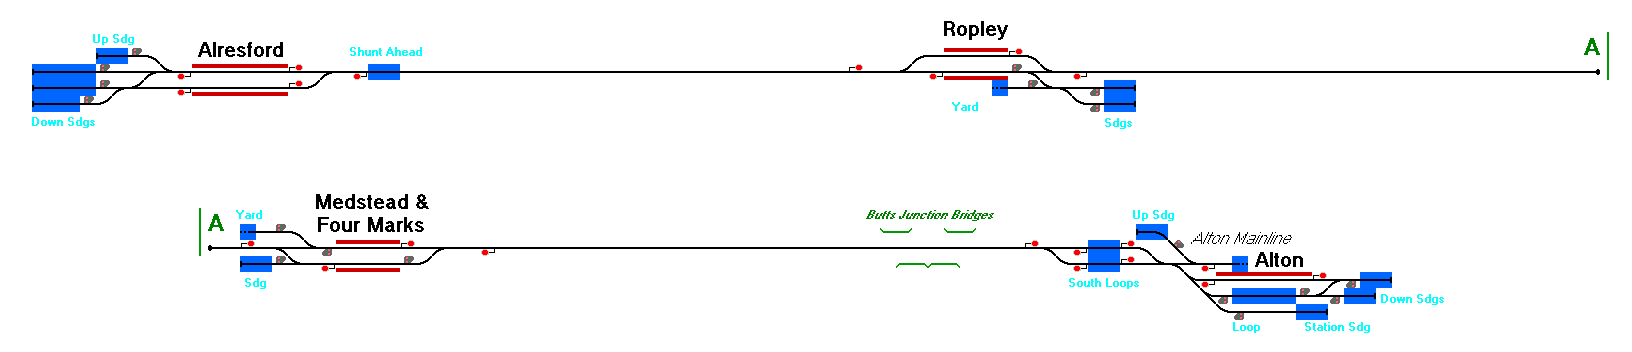 Up Sdg
Alresford
Shunt Ahead
Down Sdgs
Ropley
Yard
Sdgs
A
A
Yard
Medstead &
Four Marks
Sdg
Butts Junction Bridges
South Loops
Up Sdg
Alton Mainline
Alton
Down Sdgs
Loop
Station Sdg